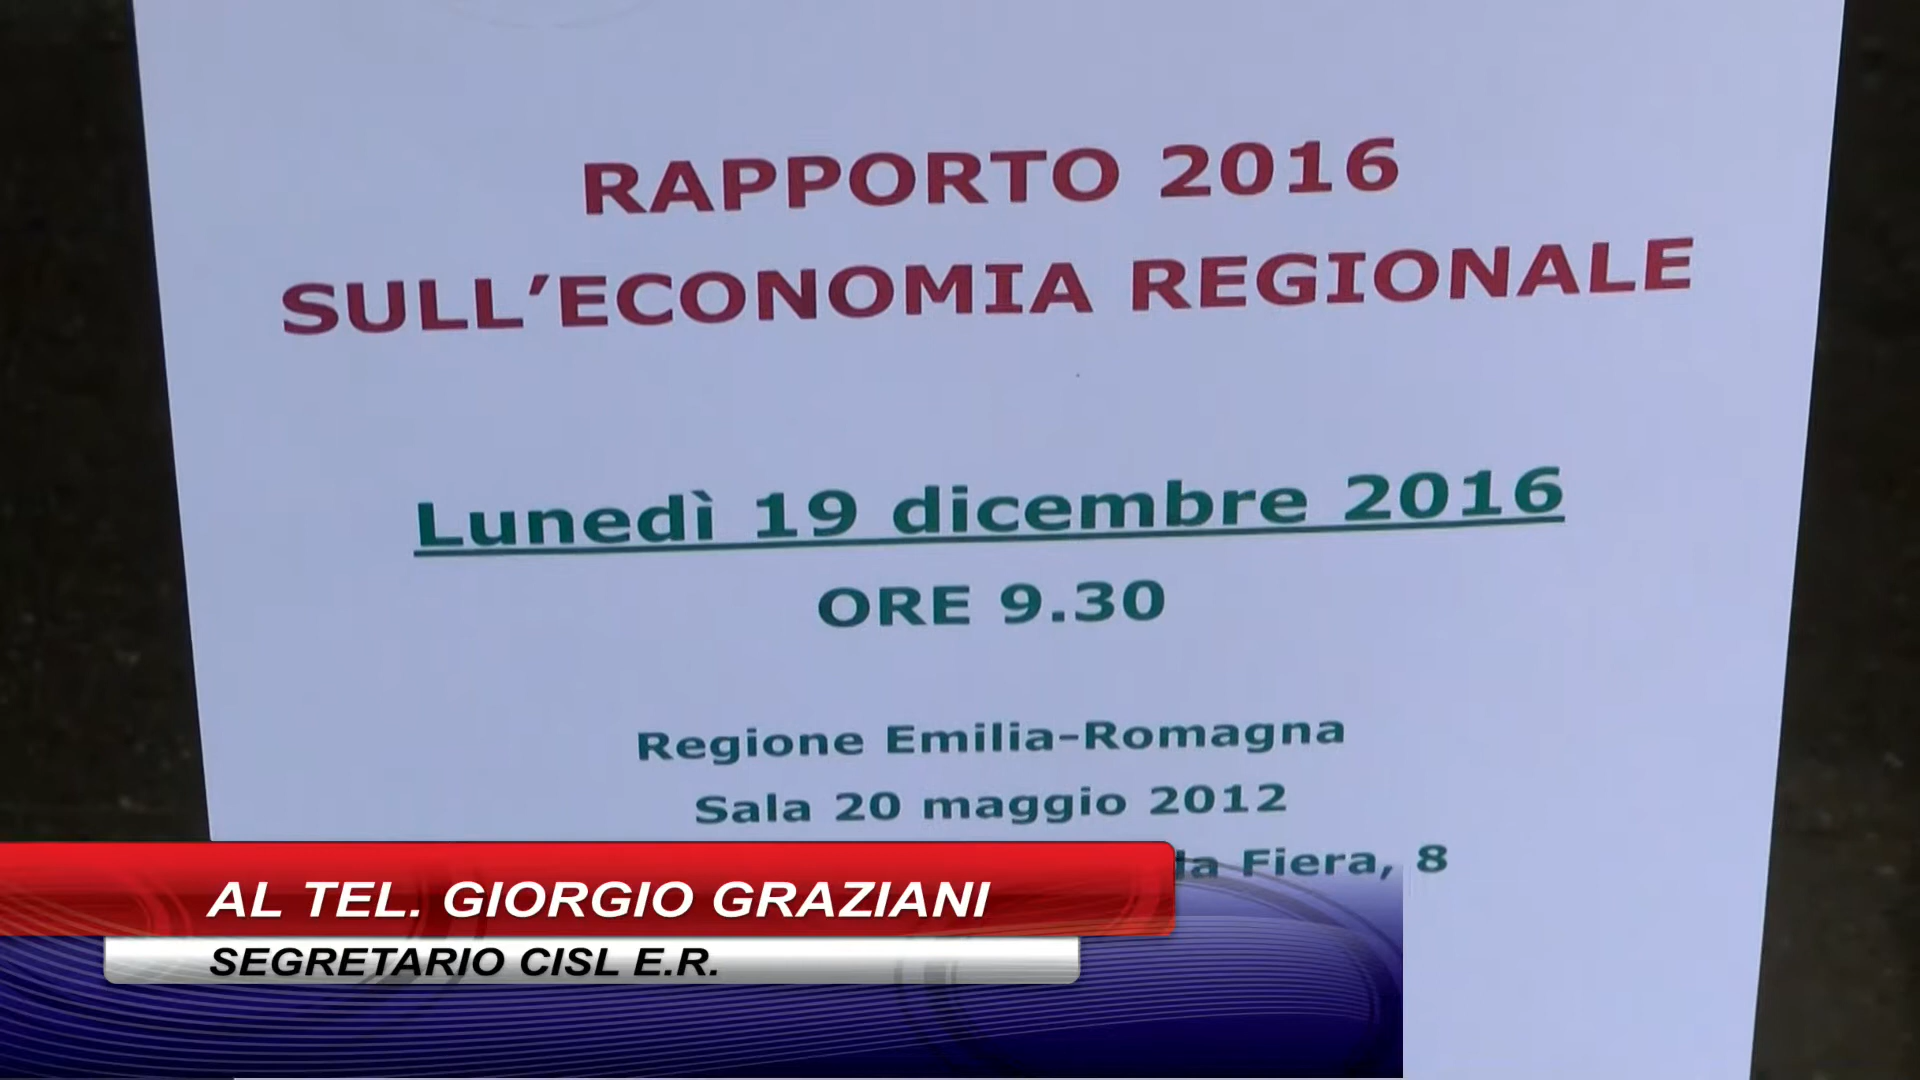 RAPPORTO 2016
SULL'ECONOMIA REGIONALE
Lunedì 19 dicembre 2016
ORE 9.30
Regione Emilia-Romagna
Sala 20 maggio 2012
Fiera, 8
AL TEL. GIORGIO GRAZIANI
SEGRETARIO CISL E.R.